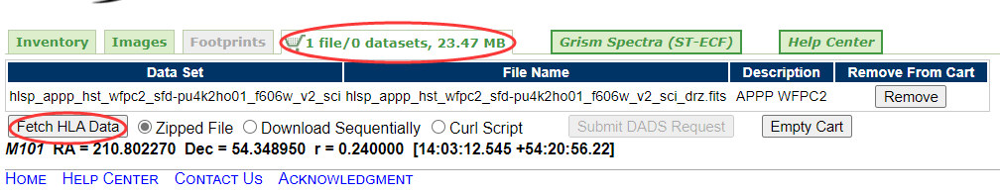 Inventory Images Footprints 1 file/0 datasets, 23.47 MB Grism Spectra (ST-ECF) Help Center
Data Set File Name Description Remove From Cart
hlsp_appp_hst_wfpc2_sfd-pu4k2ho01_f606w_v2_sci hlsp_appp_hst_wfpc2_sfd-pu4k2ho01_f606w_v2_sci_drz.fits APPP WFPC2 Remove
Fetch HLA Data Zipped File Download Sequentially Curl Script Submit DADS Request Empty Cart
M101 RA = 210.802270 Dec = 54.348950 r = 0.240000 [14:03:12.545 +54:20:56.22]
HOME HELP CENTER CONTACT US ACKNOWLEDGMENT